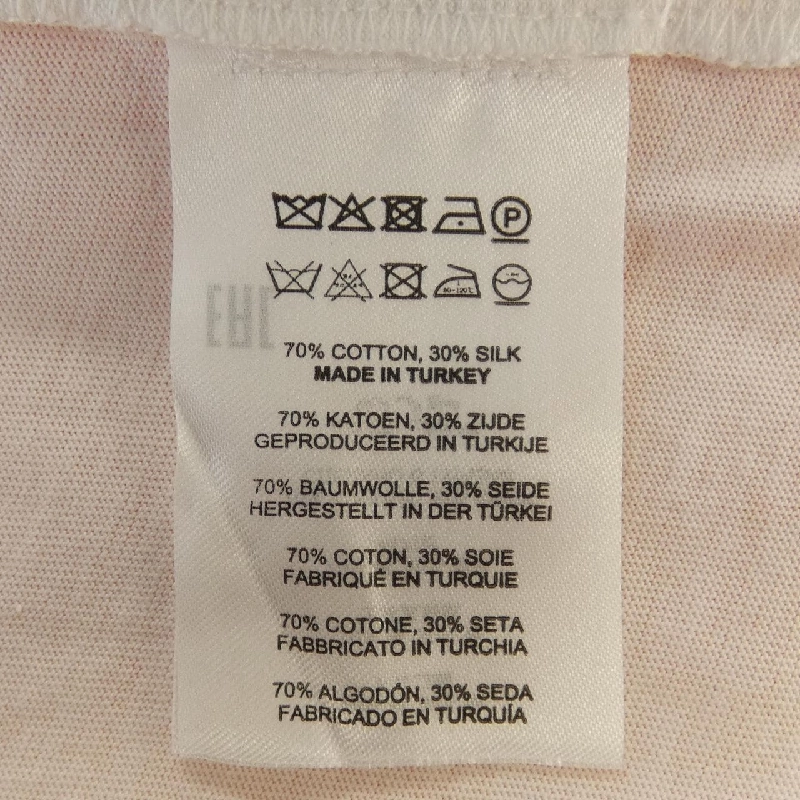 P
70% COTTON, 30% SILK
MADE IN TURKEY
70% KATOEN, 30% ZIJDE
GEPRODUCEERD IN TURKIJE
70% BAUMWOLLE, 30% SEIDE
HERGESTELLT IN DER TÜRKEI
70% COTON, 30% SOIE
FABRIQUÉ EN TURQUIE
70% COTONE, 30% SETA
FABBRICATO IN TURCHIA
70% ALGODÓN, 30% SEDA
FABRICADO EN TURQUÍA